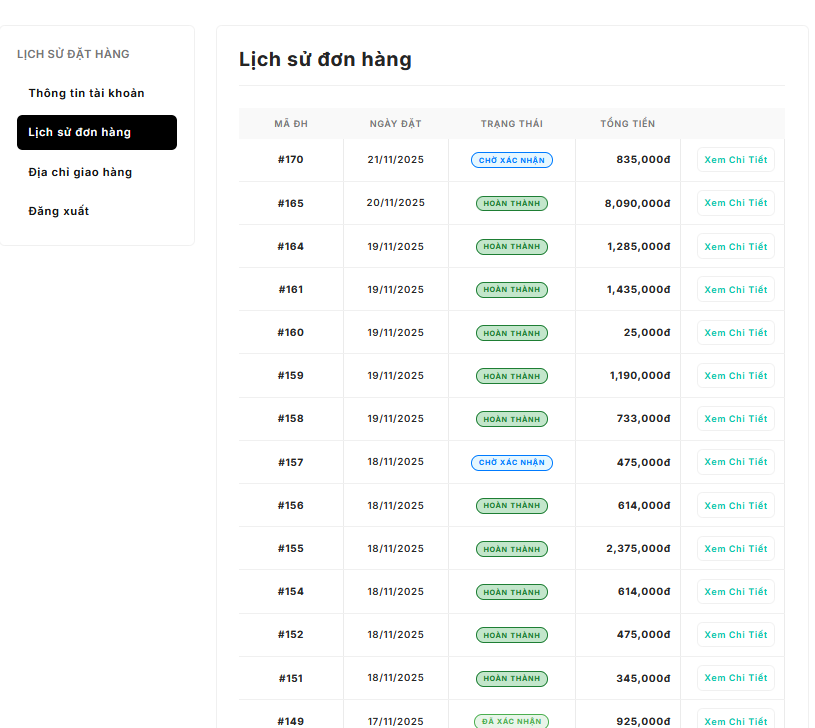 LỊCH SỬ ĐẶT HÀNG
Thông tin tài khoản
Lịch sử đơn hàng
Địa chỉ giao hàng
Đăng xuất
Lịch sử đơn hàng
MÃ ĐH NGÀY ĐẶT TRẠNG THÁI TỔNG TIỀN
#170 21/11/2025 CHỜ XÁC NHẬN 835,000đ Xem Chi Tiết
#165 20/11/2025 HOÀN THÀNH 8,090,000đ Xem Chi Tiết
#164 19/11/2025 HOÀN THÀNH 1,285,000đ Xem Chi Tiết
#161 19/11/2025 HOÀN THÀNH 1,435,000đ Xem Chi Tiết
#160 19/11/2025 HOÀN THÀNH 25,000đ Xem Chi Tiết
#159 19/11/2025 HOÀN THÀNH 1,190,000đ Xem Chi Tiết
#158 19/11/2025 HOÀN THÀNH 733,000đ Xem Chi Tiết
#157 18/11/2025 CHỜ XÁC NHẬN 475,000đ Xem Chi Tiết
#156 18/11/2025 HOÀN THÀNH 614,000đ Xem Chi Tiết
#155 18/11/2025 HOÀN THÀNH 2,375,000đ Xem Chi Tiết
#154 18/11/2025 HOÀN THÀNH 614,000đ Xem Chi Tiết
#152 18/11/2025 HOÀN THÀNH 475,000đ Xem Chi Tiết
#151 18/11/2025 HOÀN THÀNH 345,000đ Xem Chi Tiết
#149 17/11/2025 ĐÃ XÁC NHẬN 925,000đ Xem Chi Tiết